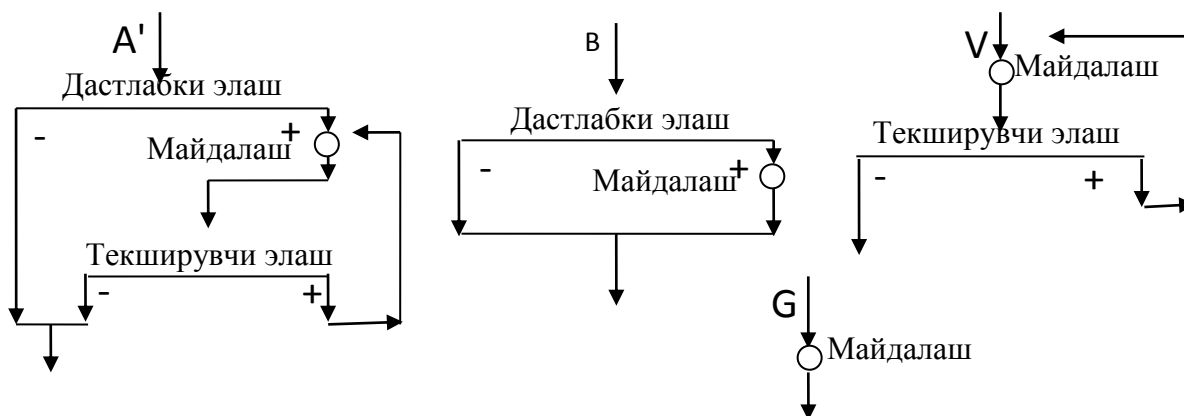 A'
Дастлабки элаш
-
+
Майдалаш
Текширувчи элаш
-
+
В
Дастлабки элаш
-
+
Майдалаш
V
Майдалаш
Текширувчи элаш
-
+
G
Майдалаш